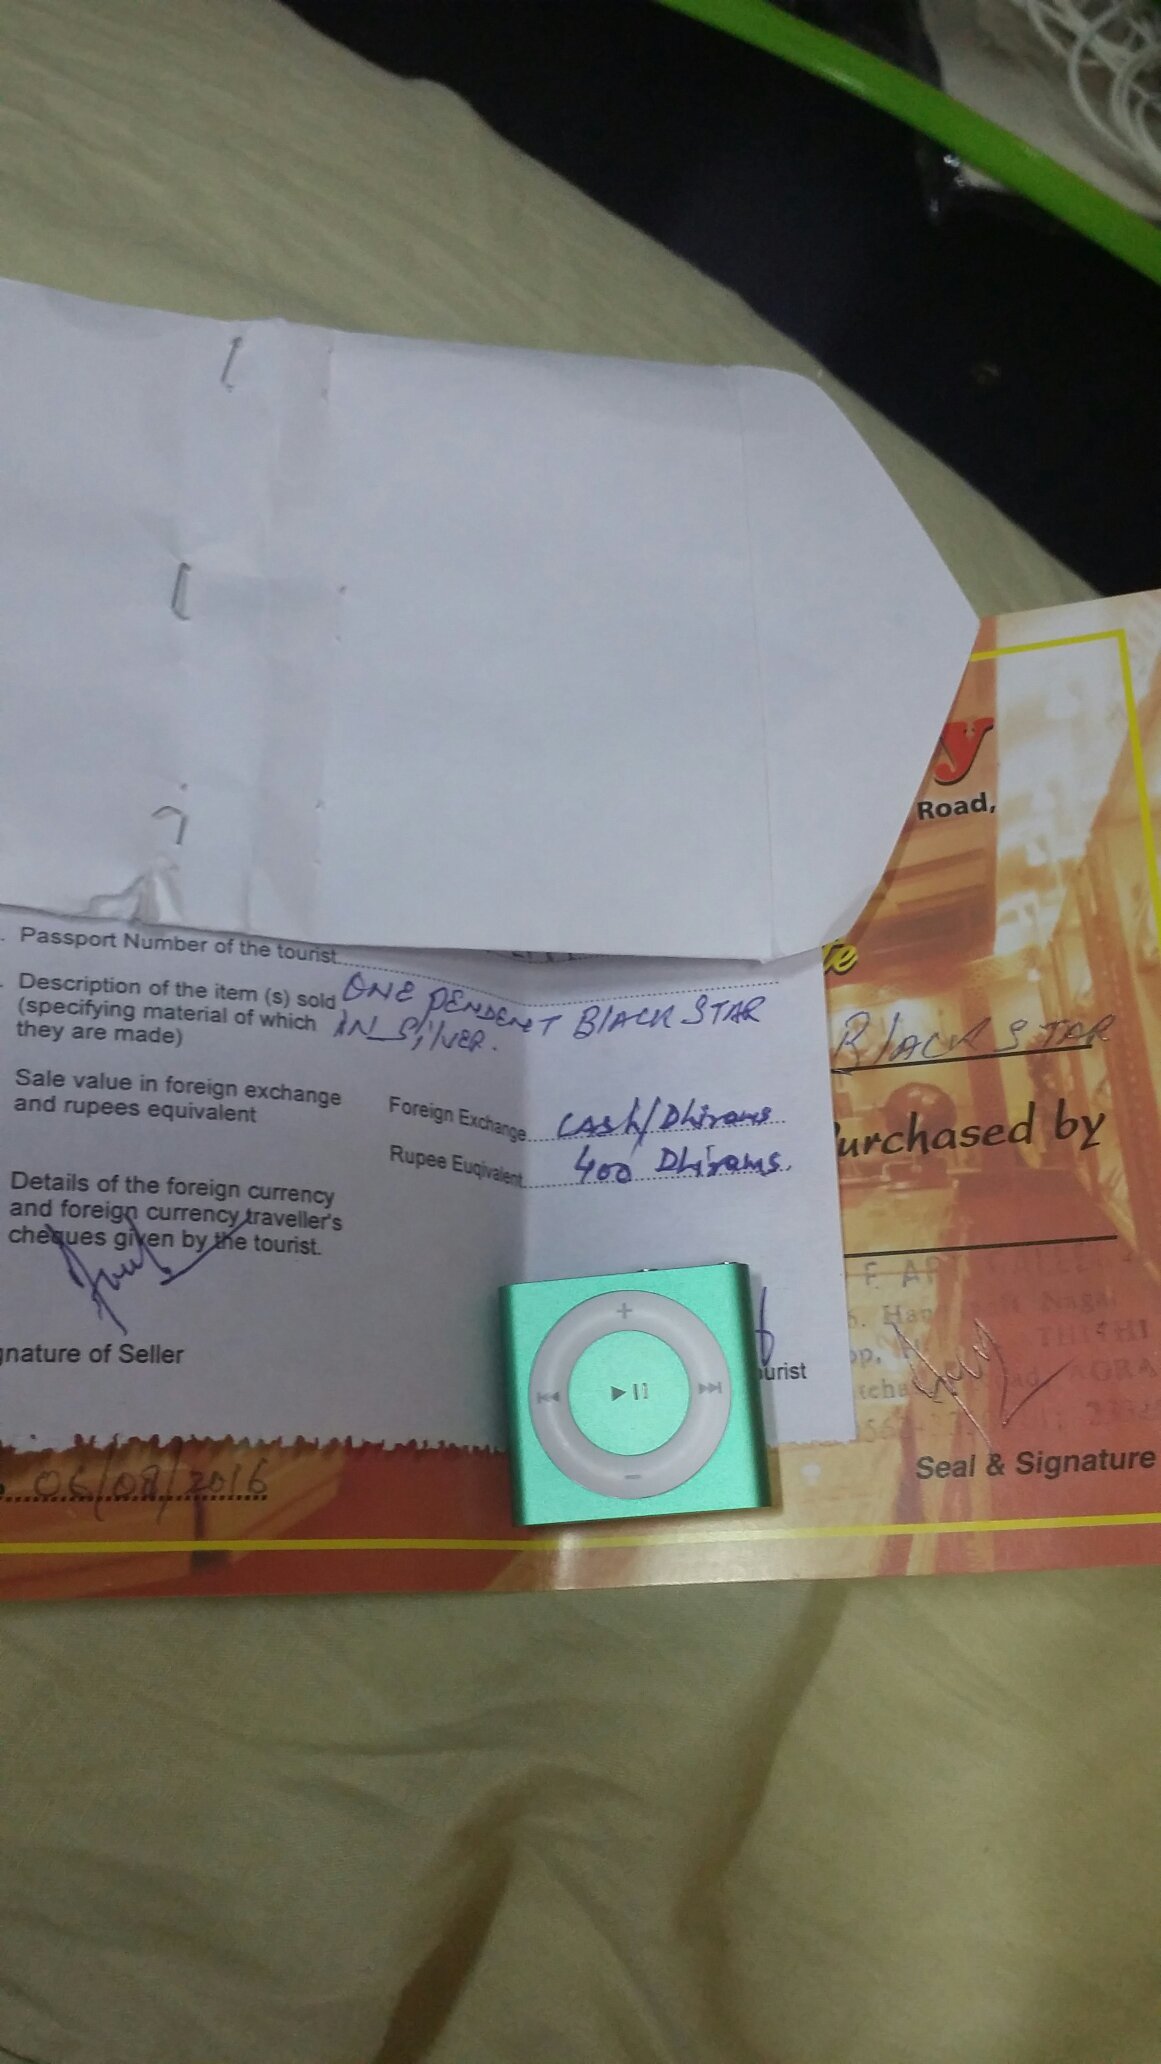 y
Road,
te
Passport Number of the tourist
Description of the item (s) sold ONE PENDENT BLACK STAR
(specifying material of which IN SILVER.
they are made)
Sale value in foreign exchange
and rupees equivalent
Foreign Exchange Cash/Dhirams
Rupee Euqivalent 400 Dhirams.
Details of the foreign currency
and foreign currency traveller's
cheques given by the tourist.
gnature of Seller
ourist
BLACK STAR
urchased by
AGRA
Seal & Signature
06/08/2016